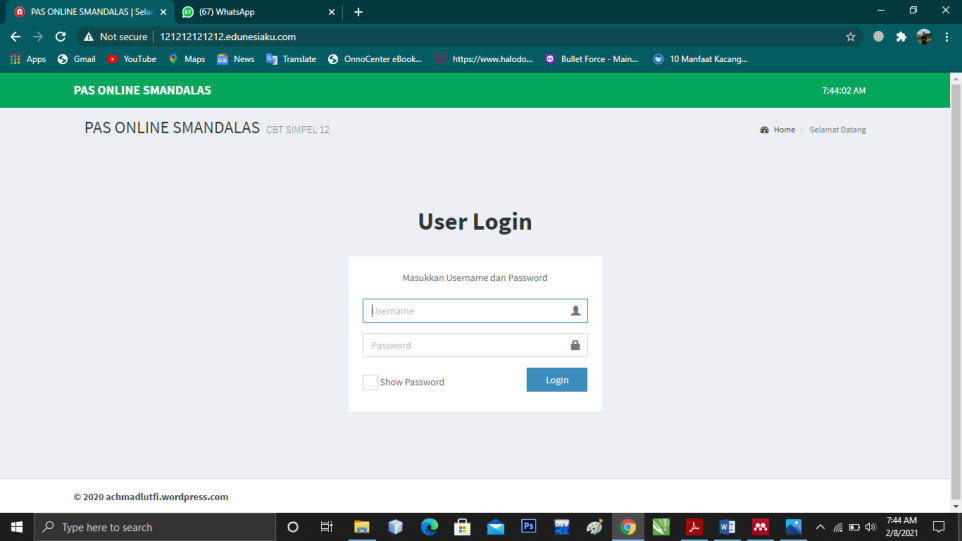 PAS ONLINE SMANDALAS | Sela
(67) WhatsApp
Not secure | 121212121212.edunesiaku.com
Apps Gmail YouTube Maps News Translate OnnoCenter eBook... https://www.halodo... Bullet Force - Main... 10 Manfaat Kacang...
PAS ONLINE SMANDALAS 7:44:02 AM
PAS ONLINE SMANDALAS CBT SIMPEL 12 Home > Selamat Datang
User Login
Masukkan Username dan Password
Username
Password
Show Password Login
© 2020 achmadlutfi.wordpress.com
Type here to search
Ps
DEV
7:44 AM
2/8/2021